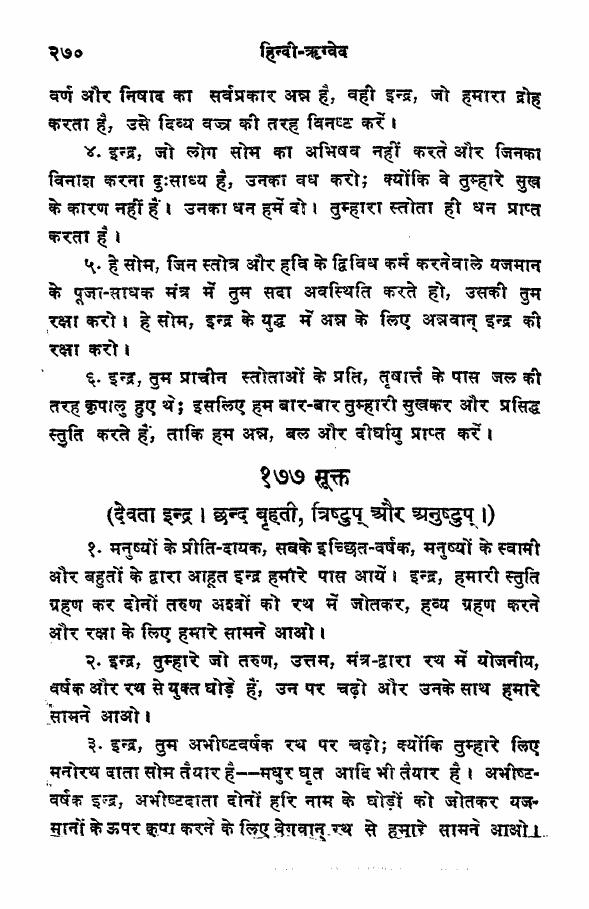 २७० हिन्दी-ऋग्वेद
वर्ण और निषाद का सर्वप्रकार अन्न है, वही इन्द्र, जो हमारा द्रोह
करता है, उसे दिव्य वज्र की तरह विनष्ट करें।
४. इन्द्र, जो लोग सोम का अभिषव नहीं करते और जिनका
विनाश करना दुःसाध्य है, उनका वध करो; क्योंकि वे तुम्हारे सुख
के कारण नहीं हैं। उनका धन हमें दो। तुम्हारा स्तोता ही धन प्राप्त
करता है।
५. हे सोम, जिन स्तोत्र और हवि के द्विविध कर्म करनेवाले यजमान
के पूजा-साधक मंत्र में तुम सदा अवस्थिति करते हो, उसकी तुम
रक्षा करो। हे सोम, इन्द्र के युद्ध में अन्न के लिए अन्नवान् इन्द्र की
रक्षा करो।
६. इन्द्र, तुम प्राचीन स्तोताओं के प्रति, तृषार्त्त के पास जल की
तरह कृपालु हुए थे; इसलिए हम बार-बार तुम्हारी सुखकर और प्रसिद्ध
स्तुति करते हैं, ताकि हम अन्न, बल और दीर्घायु प्राप्त करें।
१७७ सूक्त
(देवता इन्द्र। छन्द बृहती, त्रिष्टुप् और अनुष्टुप्।)
१. मनुष्यों के प्रीति-दायक, सबके इच्छित-वर्षक, मनुष्यों के स्वामी
और बहुतों के द्वारा आहूत इन्द्र हमारे पास आयें। इन्द्र, हमारी स्तुति
ग्रहण कर दोनों तरुण अश्वों को रथ में जोतकर, हव्य ग्रहण करने
और रक्षा के लिए हमारे सामने आओ।
२. इन्द्र, तुम्हारे जो तरुण, उत्तम, मंत्र-द्वारा रथ में योजनीय,
वर्षक और रथ से युक्त घोड़े हैं, उन पर चढ़ो और उनके साथ हमारे
सामने आओ।
३. इन्द्र, तुम अभीष्टवर्षक रथ पर चढ़ो; क्योंकि तुम्हारे लिए
मनोरथ दाता सोम तैयार है--मधुर घृत आदि भी तैयार है। अभीष्ट-
वर्षक इन्द्र, अभीष्टदाता दोनों हरि नाम के घोड़ों को जोतकर यज-
मानों के ऊपर कृपा करने के लिए वेगवान् रथ से हमारे सामने आओ।